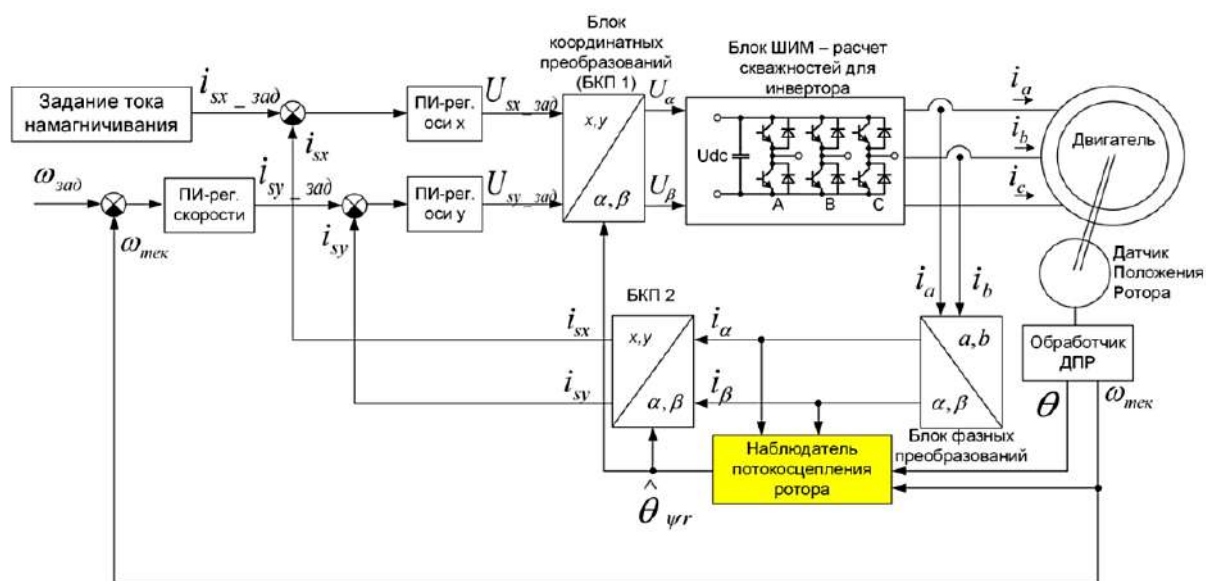 Блок
координатных
преобразований
(БКП 1)
Блок ШИМ – расчет
скважностей для
инвертора
Задание тока
намагничивания
i_sx_зад
i_sx
ПИ-рег.
оси x
U_sx_зад
x,y
α,β
U_α
U_β
Udc
A B C
i_a
i_b
i_c
Двигатель
ω_зад
ω_тек
ПИ-рег.
скорости
i_sy_зад
i_sy
ПИ-рег.
оси y
U_sy_зад
Датчик
Положения
Ротора
БКП 2
i_sx
i_sy
x,y
α,β
i_α
i_β
i_a
i_b
a,b
α,β
Обработчик
ДПР
θ
ω_тек
Блок фазных
преобразований
Наблюдатель
потокосцепления
ротора
θ̂_ψr